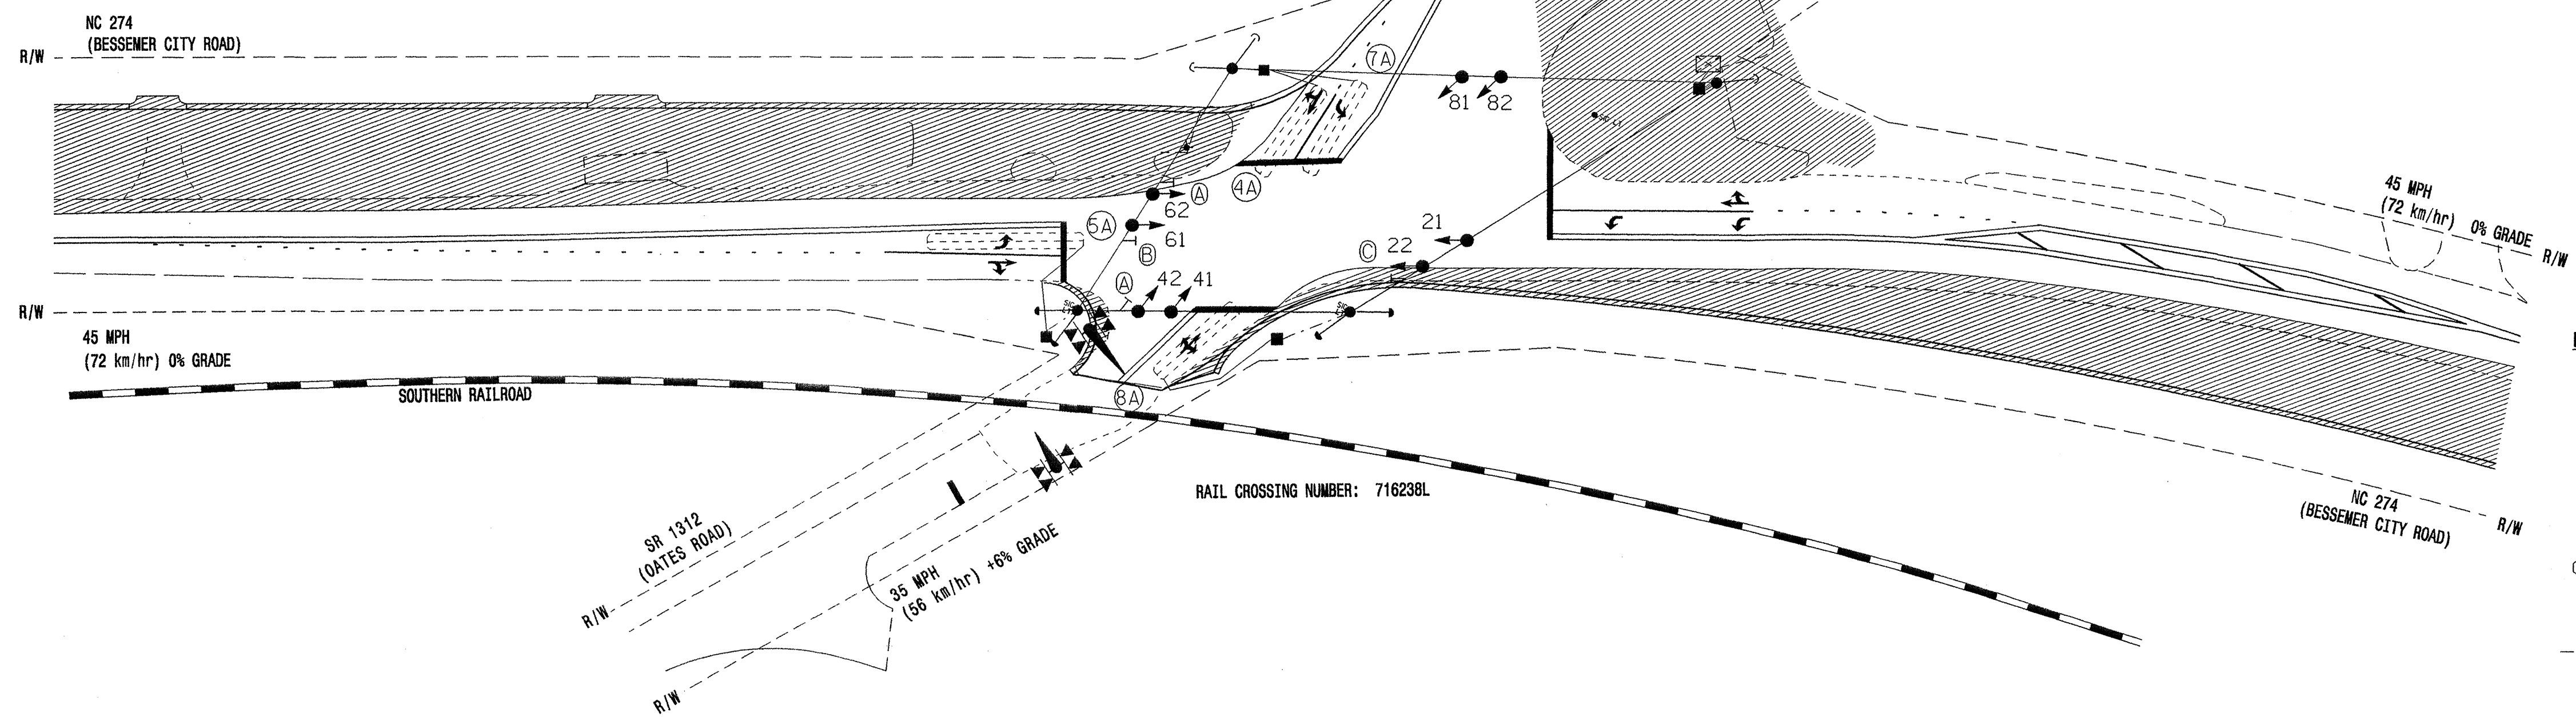 NC 274
(BESSEMER CITY ROAD)
R/W
7A
81 82
4A
A
62
5A
61
B
21
C 22
A 42 41
45 MPH
(72 km/hr) 0% GRADE
R/W
R/W
45 MPH
(72 km/hr) 0% GRADE
SOUTHERN RAILROAD
8A
RAIL CROSSING NUMBER: 716238L
NC 274
(BESSEMER CITY ROAD)
R/W
SR 1312
(OATES ROAD)
35 MPH
(56 km/hr) +6% GRADE
R/W
R/W